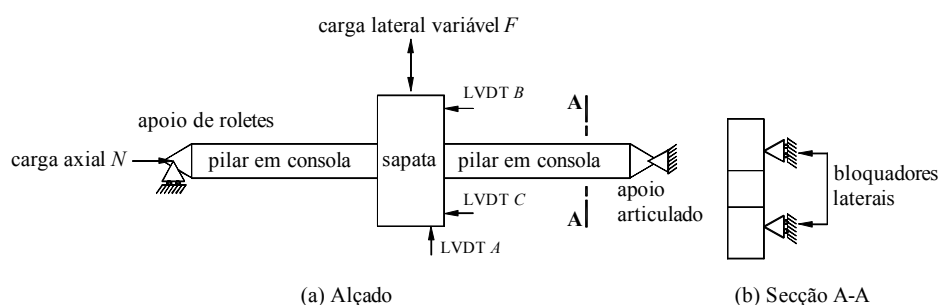 carga lateral variável F
LVDT B
A
apoio de roletes
carga axial N
pilar em consola
sapata
pilar em consola
apoio
articulado
LVDT C
A
LVDT A
bloquadores
laterais
(a) Alçado
(b) Secção A-A